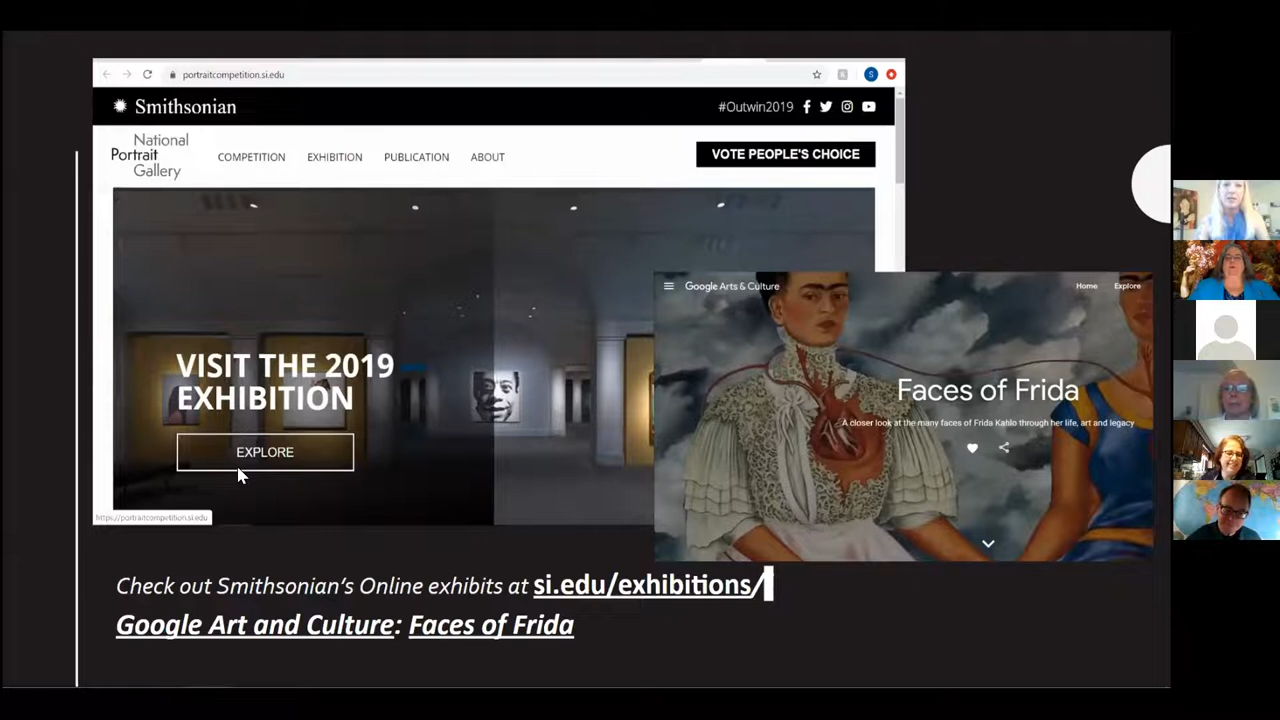 portraitcompetition.si.edu
Smithsonian
#Outwin2019
National
Portrait
Gallery
COMPETITION
EXHIBITION
PUBLICATION
ABOUT
VOTE PEOPLE'S CHOICE
VISIT THE 2019
EXHIBITION
EXPLORE
https://portraitcompetition.si.edu
Google Arts & Culture
Home
Explore
Faces of Frida
A closer look at the many faces of Frida Kahlo through her life, art and legacy
Check out Smithsonian's Online exhibits at si.edu/exhibitions/
Google Art and Culture: Faces of Frida